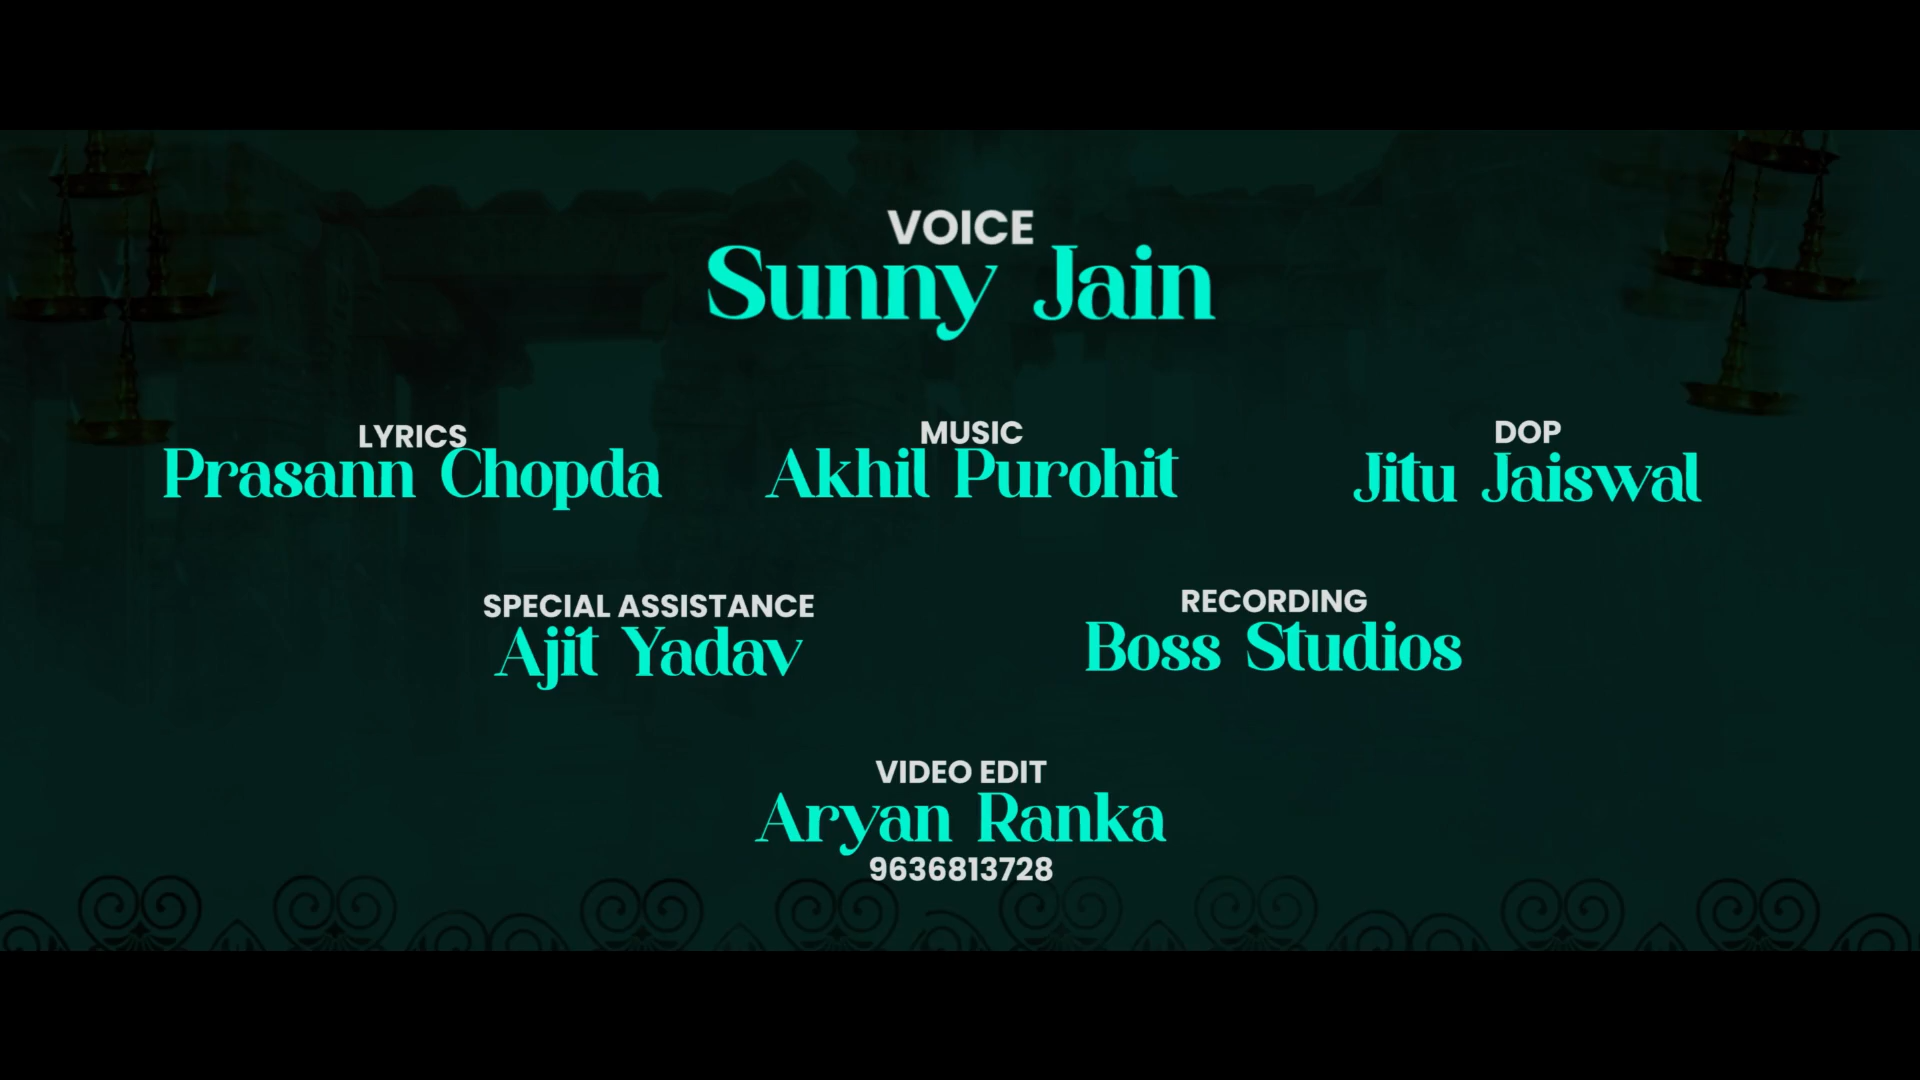 VOICE
Sunny Jain
LYRICS
Prasann Chopda
MUSIC
Akhil Purohit
DOP
Jitu Jaiswal
SPECIAL ASSISTANCE
Ajit Yadav
RECORDING
Boss Studios
VIDEO EDIT
Aryan Ranka
9636813728